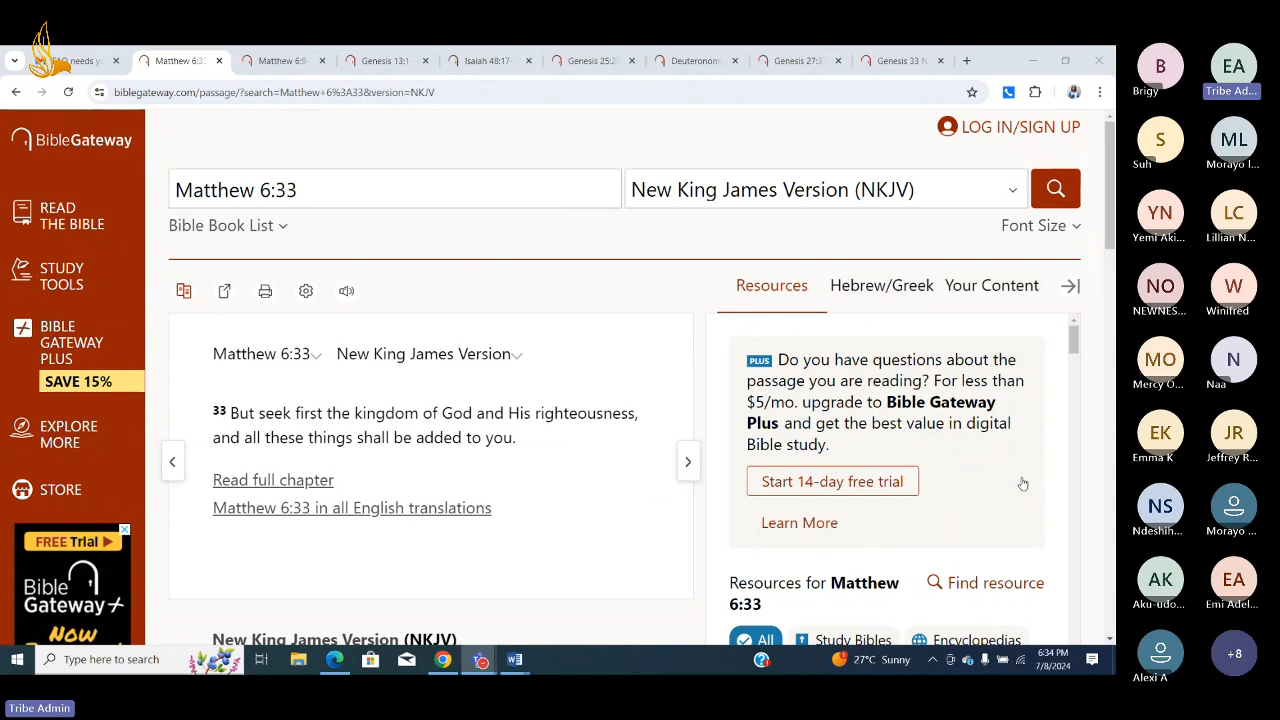 needs yo
Matthew 6:33
Matthew 6:9-
Genesis 13:1-
Isaiah 48:17-
Genesis 25:2
Deuteronom
Genesis 27:3
Genesis 33 N
biblegateway.com/passage/?search=Matthew+6%3A33&version=NKJV
BibleGateway
LOG IN/SIGN UP
Matthew 6:33
New King James Version (NKJV)
Bible Book List
Font Size
READ
THE BIBLE
STUDY
TOOLS
BIBLE
GATEWAY
PLUS
SAVE 15%
EXPLORE
MORE
STORE
FREE Trial
Bible
Gateway+
Now
Resources
Hebrew/Greek
Your Content
Matthew 6:33
New King James Version
33 But seek first the kingdom of God and His righteousness,
and all these things shall be added to you.
Read full chapter
Matthew 6:33 in all English translations
New King James Version (NKJV)
PLUS Do you have questions about the
passage you are reading? For less than
$5/mo. upgrade to Bible Gateway
Plus and get the best value in digital
Bible study.
Start 14-day free trial
Learn More
Resources for Matthew
6:33
Find resource
All
Study Bibles
Encyclopedias
Type here to search
27°C Sunny
6:34 PM
7/8/2024
Tribe Admin
B
Brigy
EA
Tribe Ad...
S
Suh
ML
Morayo l...
YN
Yemi Aki...
LC
Lillian N...
NO
NEWNES...
W
Winifred
MO
Mercy O...
N
Naa
EK
Emma K
JR
Jeffrey R...
NS
Ndeshih...
Morayo ...
AK
Aku-udo...
EA
Emi Adel...
Alexi A
+8